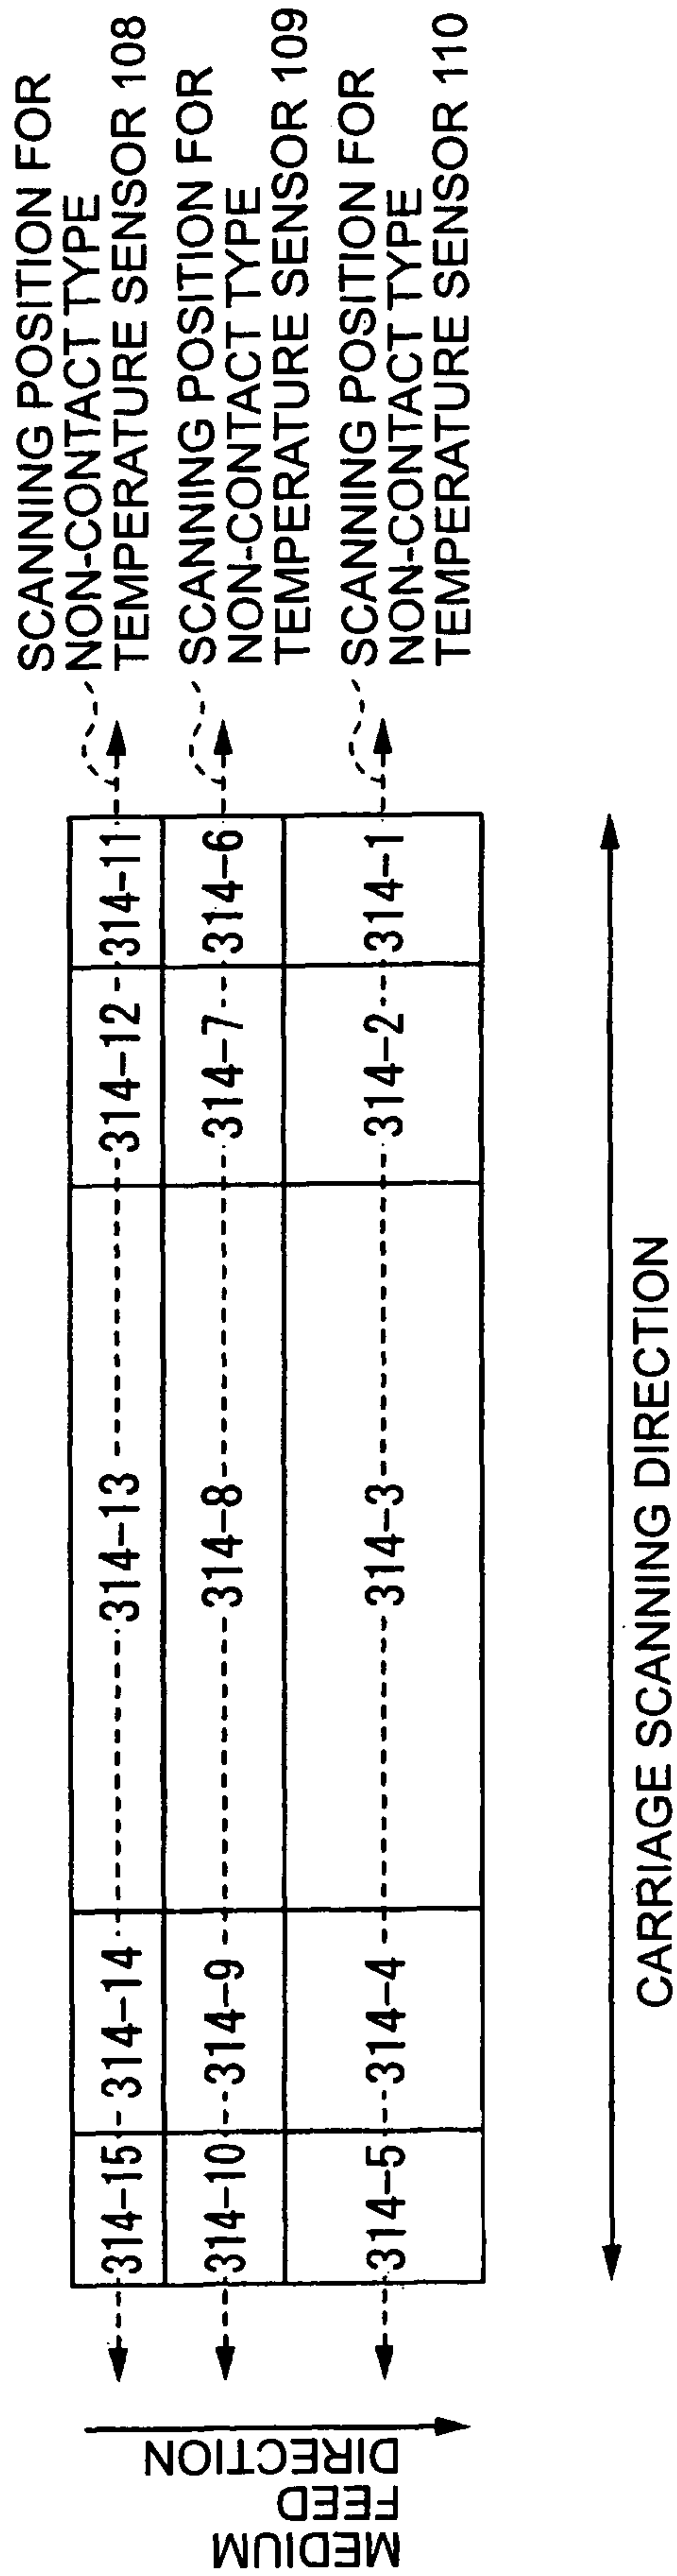 SCANNING POSITION FOR
NON-CONTACT TYPE
TEMPERATURE SENSOR 108
SCANNING POSITION FOR
NON-CONTACT TYPE
TEMPERATURE SENSOR 109
SCANNING POSITION FOR
NON-CONTACT TYPE
TEMPERATURE SENSOR 110
314-15 314-14 314-13 314-12 314-11
314-10 314-9 314-8 314-7 314-6
314-5 314-4 314-3 314-2 314-1
MEDIUM
FEED
DIRECTION
CARRIAGE SCANNING DIRECTION